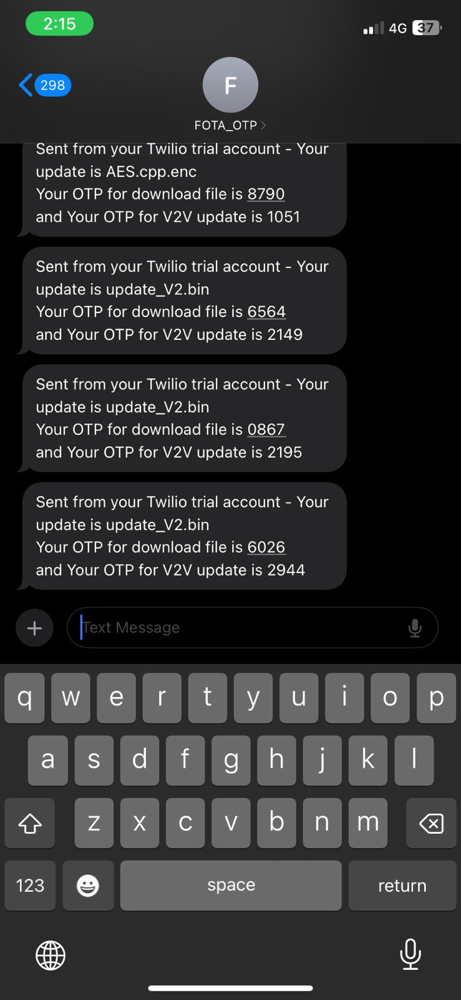 2:15
4G 37
298
F
FOTA_OTP
Sent from your Twilio trial account - Your
update is AES.cpp.enc
Your OTP for download file is 8790
and Your OTP for V2V update is 1051
Sent from your Twilio trial account - Your
update is update_V2.bin
Your OTP for download file is 6564
and Your OTP for V2V update is 2149
Sent from your Twilio trial account - Your
update is update_V2.bin
Your OTP for download file is 0867
and Your OTP for V2V update is 2195
Sent from your Twilio trial account - Your
update is update_V2.bin
Your OTP for download file is 6026
and Your OTP for V2V update is 2944
Text Message
q w e r t y u i o p
a s d f g h j k l
z x c v b n m
123 space return